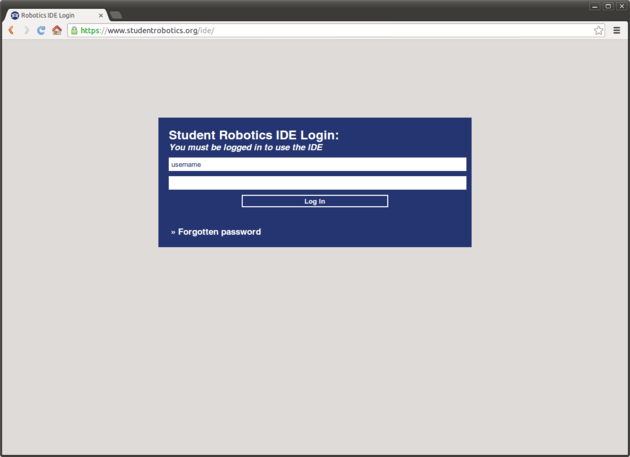 Robotics IDE Login
https://www.studentrobotics.org/ide/
Student Robotics IDE Login:
You must be logged in to use the IDE
username
Log In
» Forgotten password